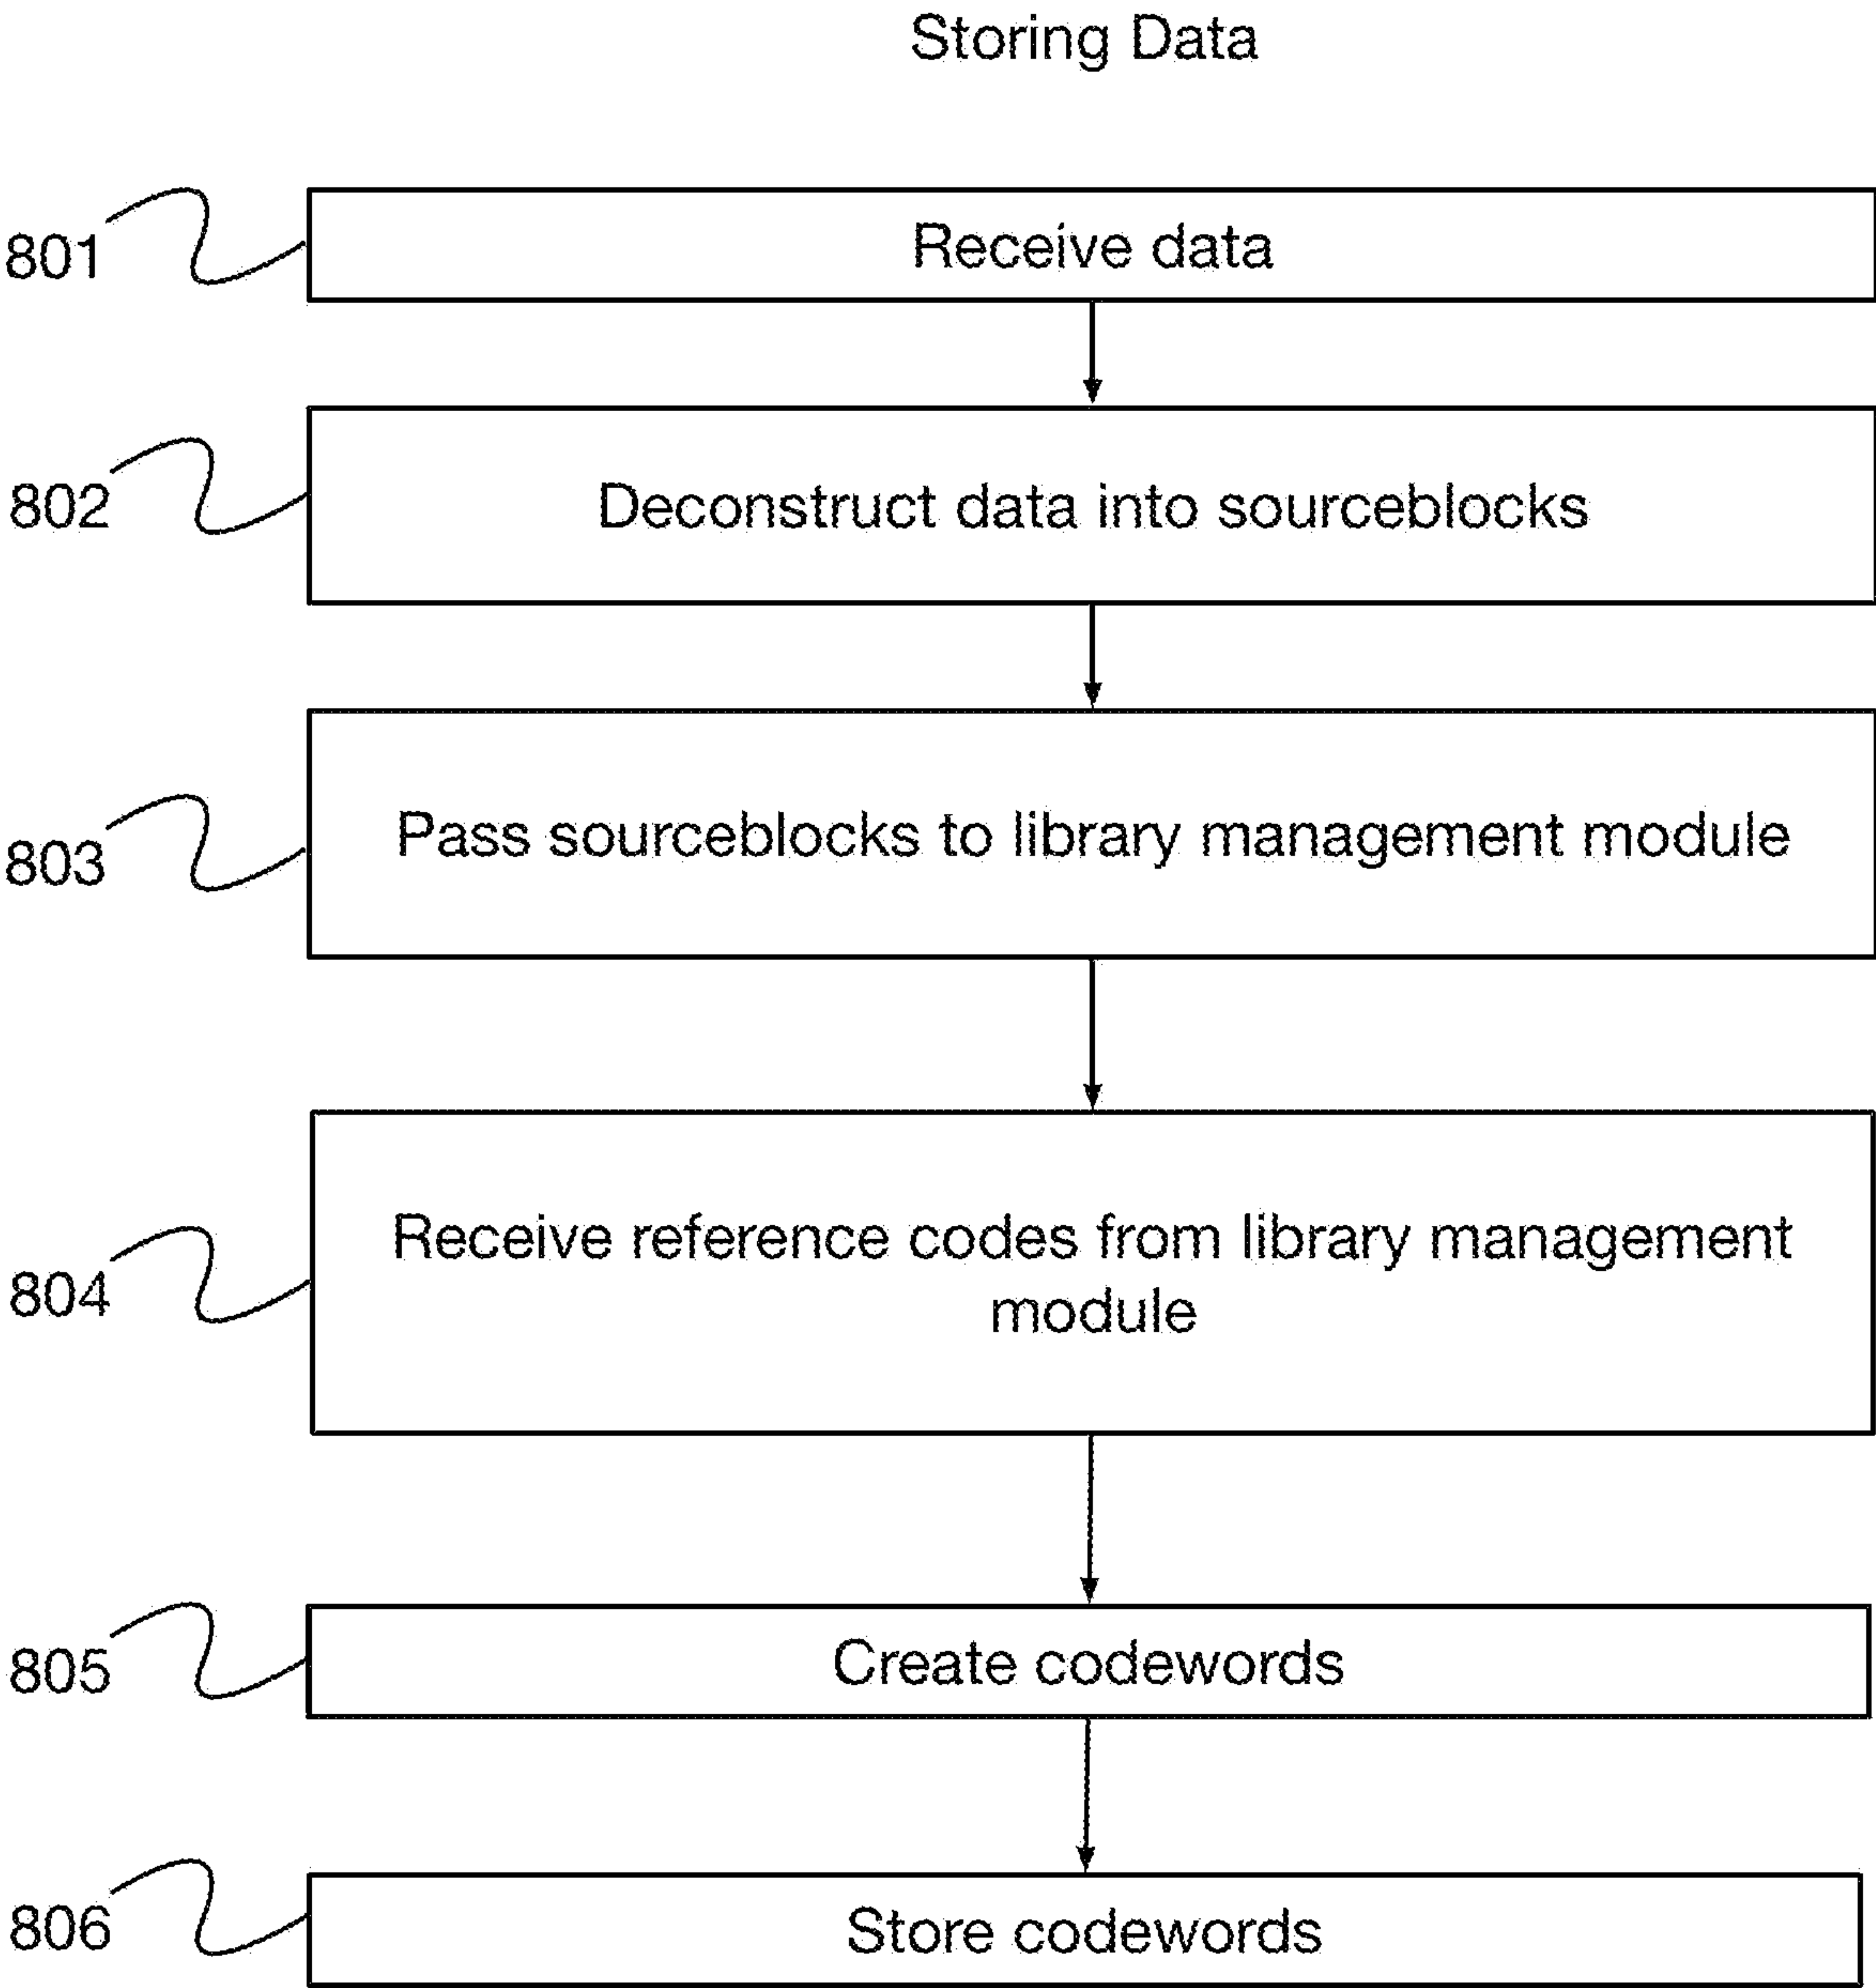 Storing Data
801
Receive data
802
Deconstruct data into sourceblocks
803
Pass sourceblocks to library management module
804
Receive reference codes from library management
module
805
Create codewords
806
Store codewords